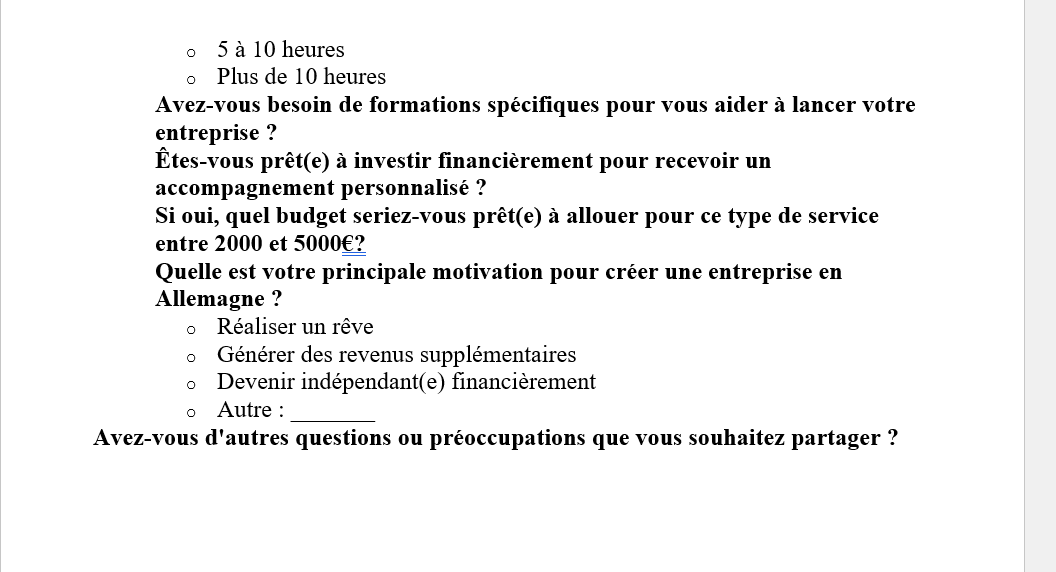 o 5 à 10 heures
o Plus de 10 heures
Avez-vous besoin de formations spécifiques pour vous aider à lancer votre
entreprise ?
Êtes-vous prêt(e) à investir financièrement pour recevoir un
accompagnement personnalisé ?
Si oui, quel budget seriez-vous prêt(e) à allouer pour ce type de service
entre 2000 et 5000€?
Quelle est votre principale motivation pour créer une entreprise en
Allemagne ?
o Réaliser un rêve
o Générer des revenus supplémentaires
o Devenir indépendant(e) financièrement
o Autre : _______
Avez-vous d'autres questions ou préoccupations que vous souhaitez partager ?